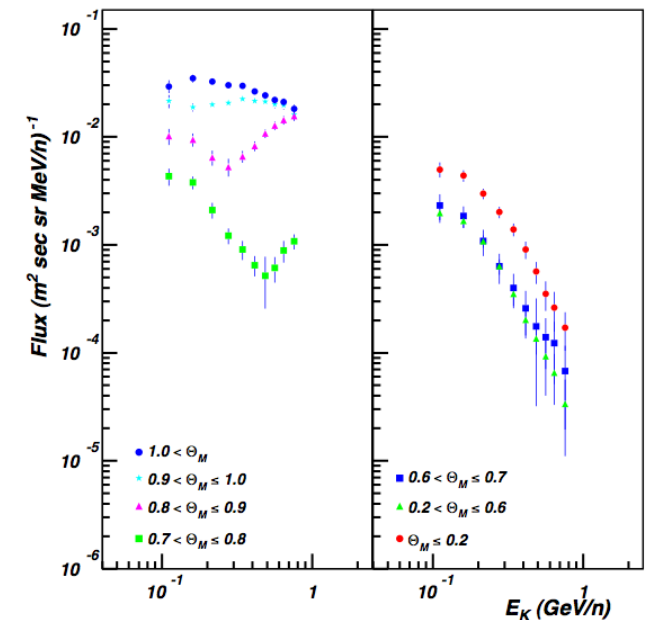 Flux (m² sec sr MeV/n)⁻¹
10⁻¹
10⁻²
10⁻³
10⁻⁴
10⁻⁵
10⁻⁶
1.0 < Θ_M
0.9 < Θ_M ≤ 1.0
0.8 < Θ_M ≤ 0.9
0.7 < Θ_M ≤ 0.8
0.6 < Θ_M ≤ 0.7
0.2 < Θ_M ≤ 0.6
Θ_M ≤ 0.2
10⁻¹ 1 10⁻¹ 1
E_K (GeV/n)